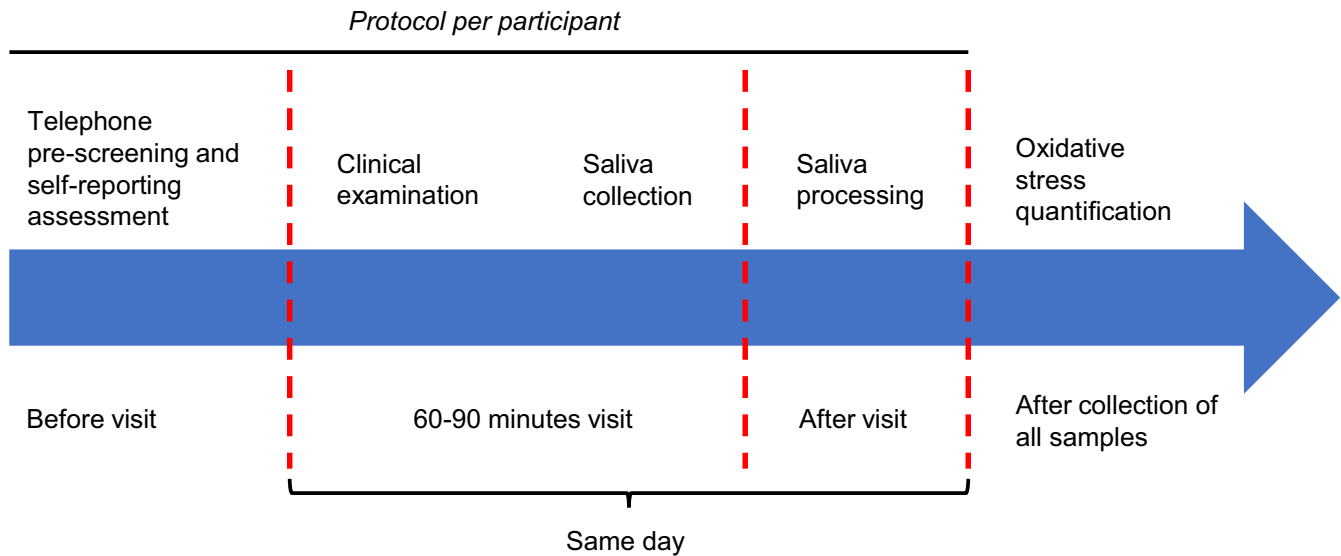 Protocol per participant
Telephone
pre-screening and
self-reporting
assessment
Clinical
examination
Saliva
collection
Saliva
processing
Oxidative
stress
quantification
Before visit
60-90 minutes visit
After visit
After collection of
all samples
Same day